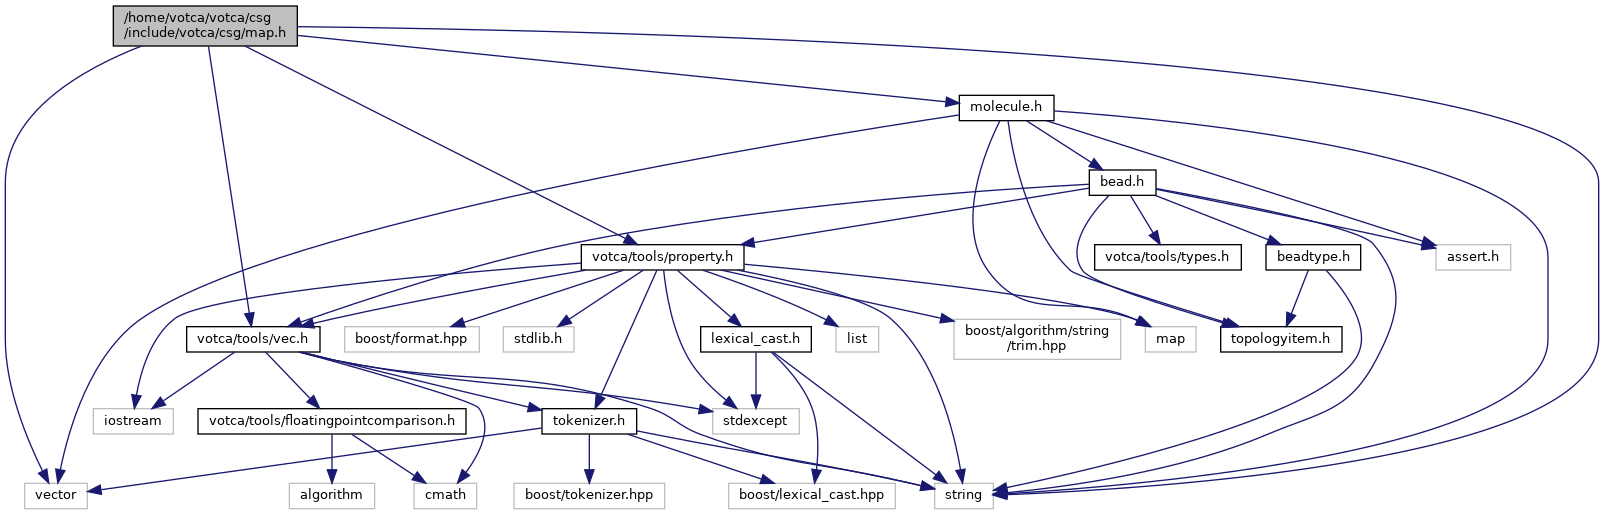 /home/votca/votca/csg
/include/votca/csg/map.h
molecule.h
bead.h
votca/tools/property.h
votca/tools/types.h
beadtype.h
assert.h
votca/tools/vec.h
boost/format.hpp
stdlib.h
lexical_cast.h
list
boost/algorithm/string
/trim.hpp
map
topologyitem.h
iostream
votca/tools/floatingpointcomparison.h
tokenizer.h
stdexcept
vector
algorithm
cmath
boost/tokenizer.hpp
boost/lexical_cast.hpp
string